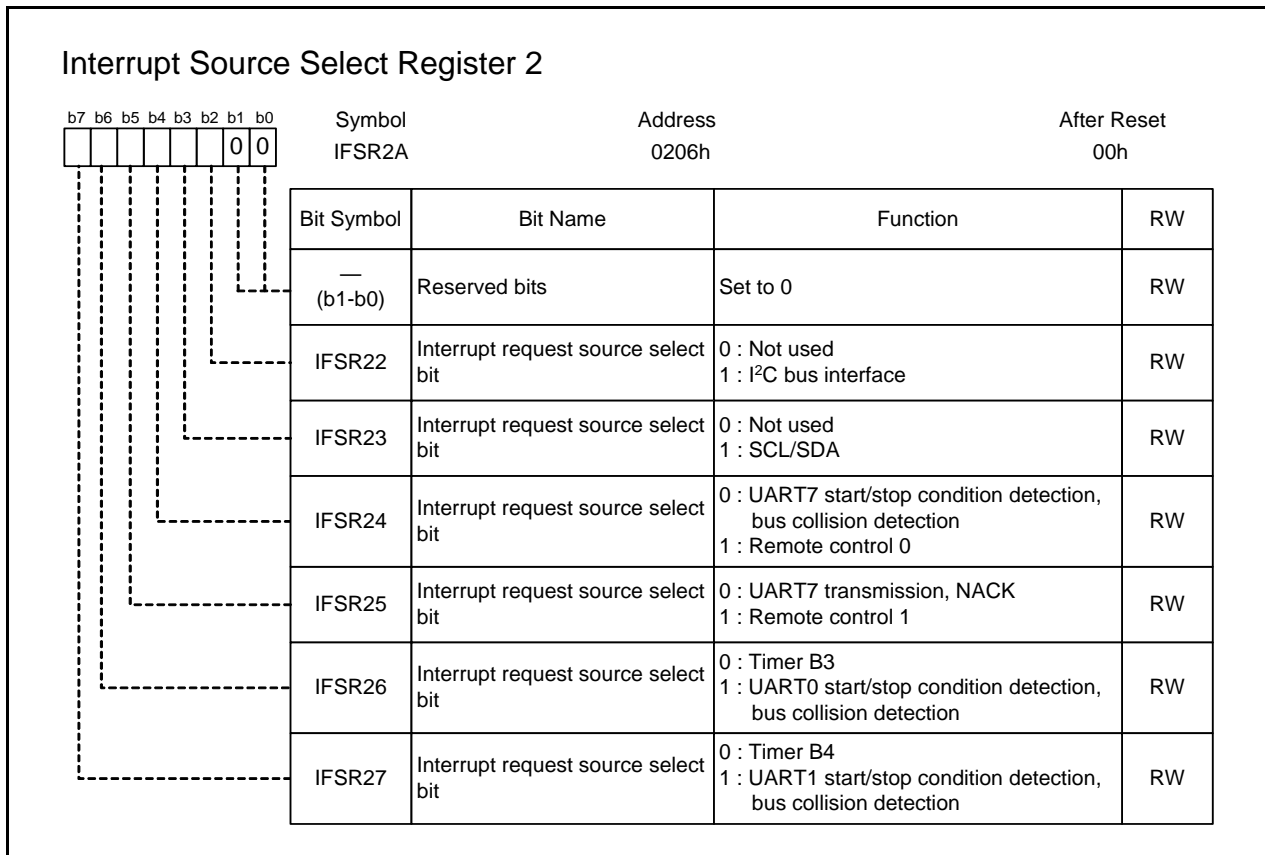 Interrupt Source Select Register 2
b7 b6 b5 b4 b3 b2 b1 b0
0 0
Symbol Address After Reset
IFSR2A 0206h 00h
Bit Symbol Bit Name Function RW
—
(b1-b0) Reserved bits Set to 0 RW
IFSR22 Interrupt request source select bit 0 : Not used
1 : I²C bus interface RW
IFSR23 Interrupt request source select bit 0 : Not used
1 : SCL/SDA RW
IFSR24 Interrupt request source select bit 0 : UART7 start/stop condition detection,
bus collision detection
1 : Remote control 0 RW
IFSR25 Interrupt request source select bit 0 : UART7 transmission, NACK
1 : Remote control 1 RW
IFSR26 Interrupt request source select bit 0 : Timer B3
1 : UART0 start/stop condition detection,
bus collision detection RW
IFSR27 Interrupt request source select bit 0 : Timer B4
1 : UART1 start/stop condition detection,
bus collision detection RW